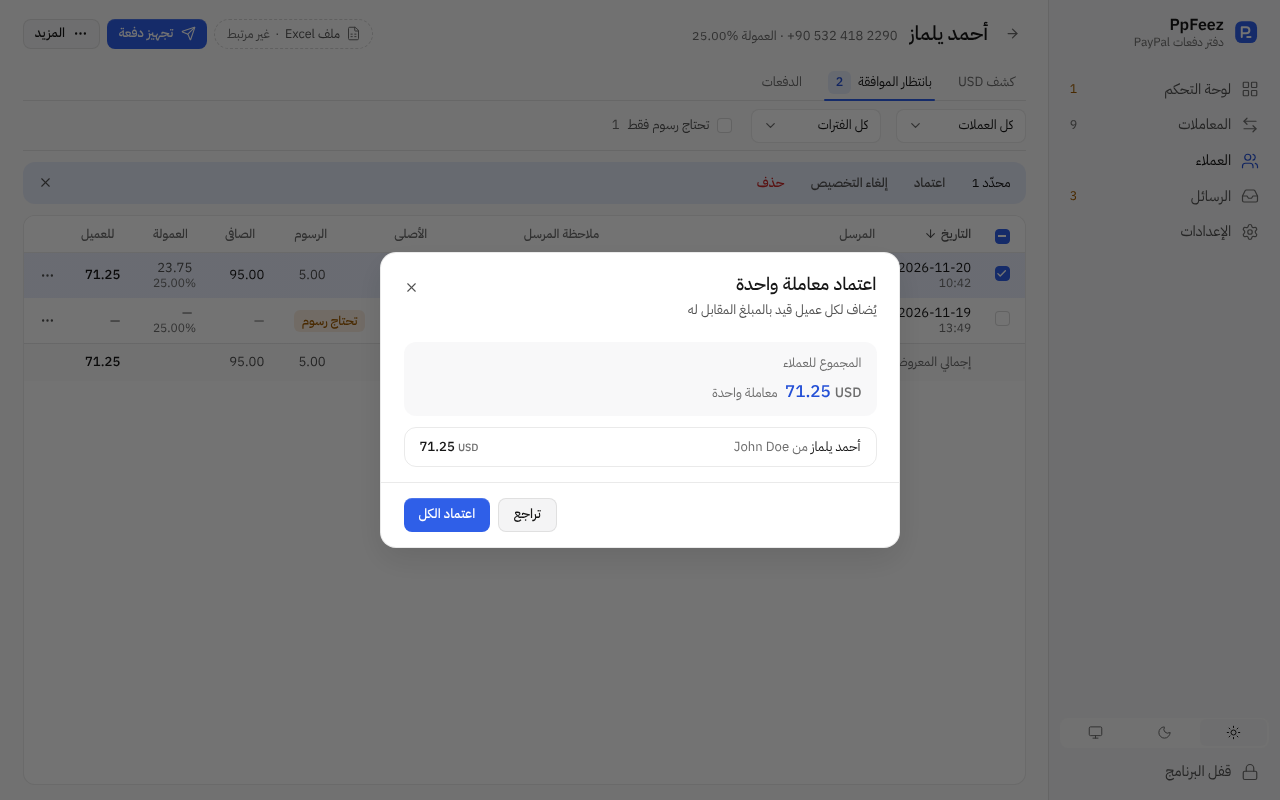 PpFeez
دفتر دفعات PayPal
لوحة التحكم 1
المعاملات 9
العملاء
الرسائل 3
الإعدادات
قفل البرنامج
أحمد يلماز +90 532 418 2290 · العمولة 25.00%
ملف Excel · غير مرتبط
تجهيز دفعة
المزيد
كشف USD
بانتظار الموافقة 2
الدفعات
كل العملات
كل الفترات
تحتاج رسوم فقط 1
محدّد 1
اعتماد
إلغاء التخصيص
حذف
التاريخ المرسل ملاحظة المرسل الأصلي الرسوم الصافي العمولة للعميل
2026-11-20 5.00 95.00 23.75 71.25
10:42 25.00%
2026-11-19 تحتاج رسوم — — —
13:49 25.00%
إجمالي 5.00 95.00 71.25
اعتماد معاملة واحدة
يُضاف لكل عميل قيد بالمبلغ المقابل له
المجموع للعملاء
71.25 USD معاملة واحدة
أحمد يلماز من John Doe 71.25 USD
تراجع
اعتماد الكل